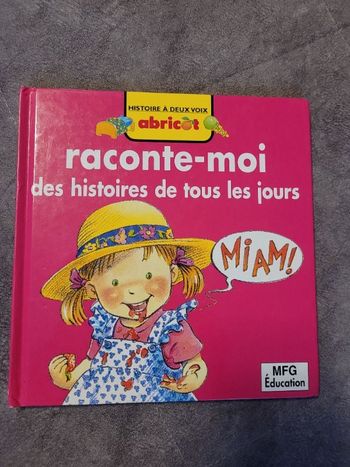 HISTOIRE À DEUX VOIX
abricot
raconte-moi
des histoires de tous les jours
MIAM!
MFG
Éducation